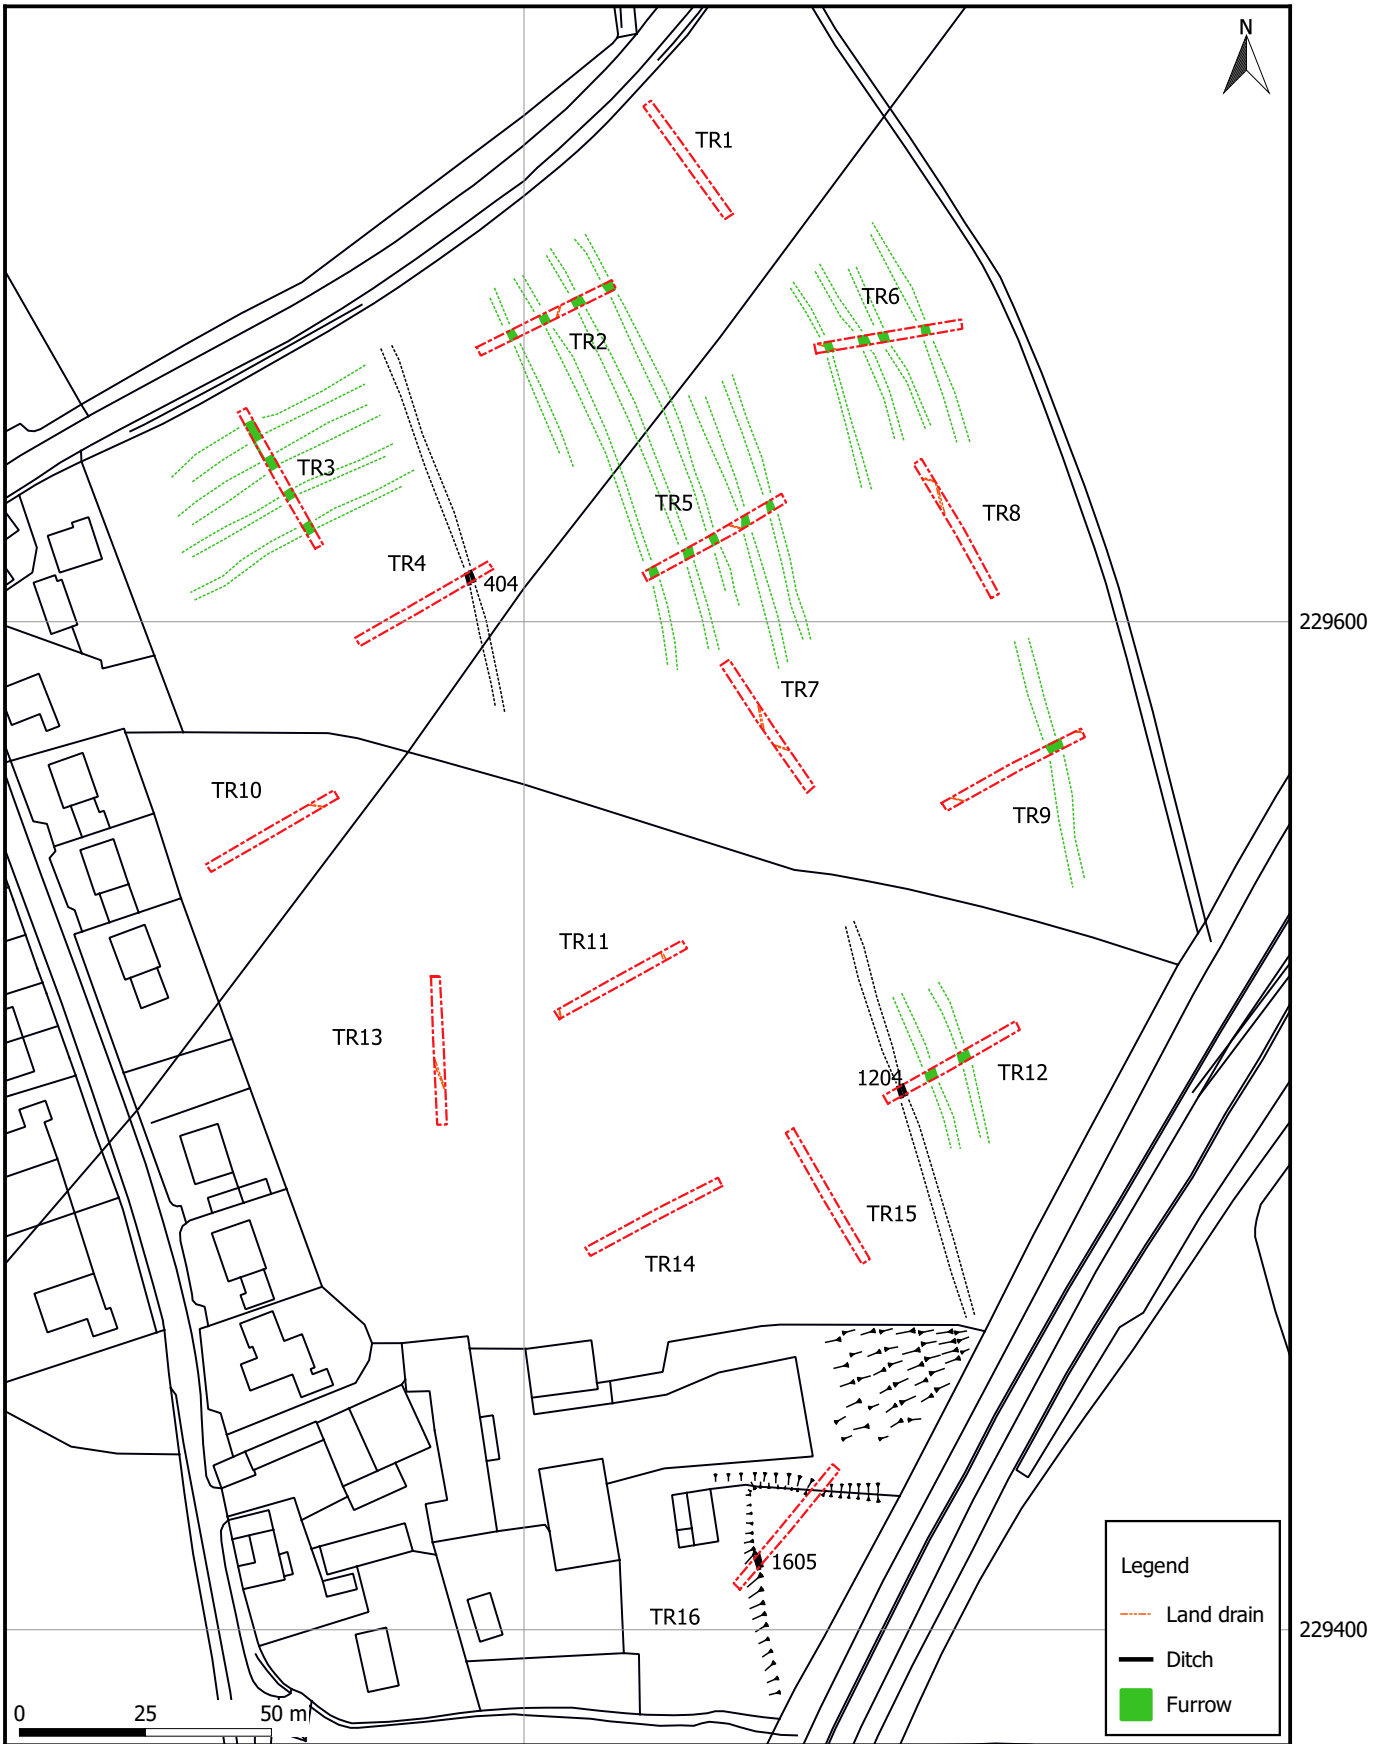 N
TR1
TR6
TR2
TR3
TR5
TR8
TR4
404
229600
TR7
TR10
TR9
TR11
TR13
1204
TR12
TR15
TR14
1605
TR16
Legend
Land drain
Ditch
Furrow
229400
0 25 50 m